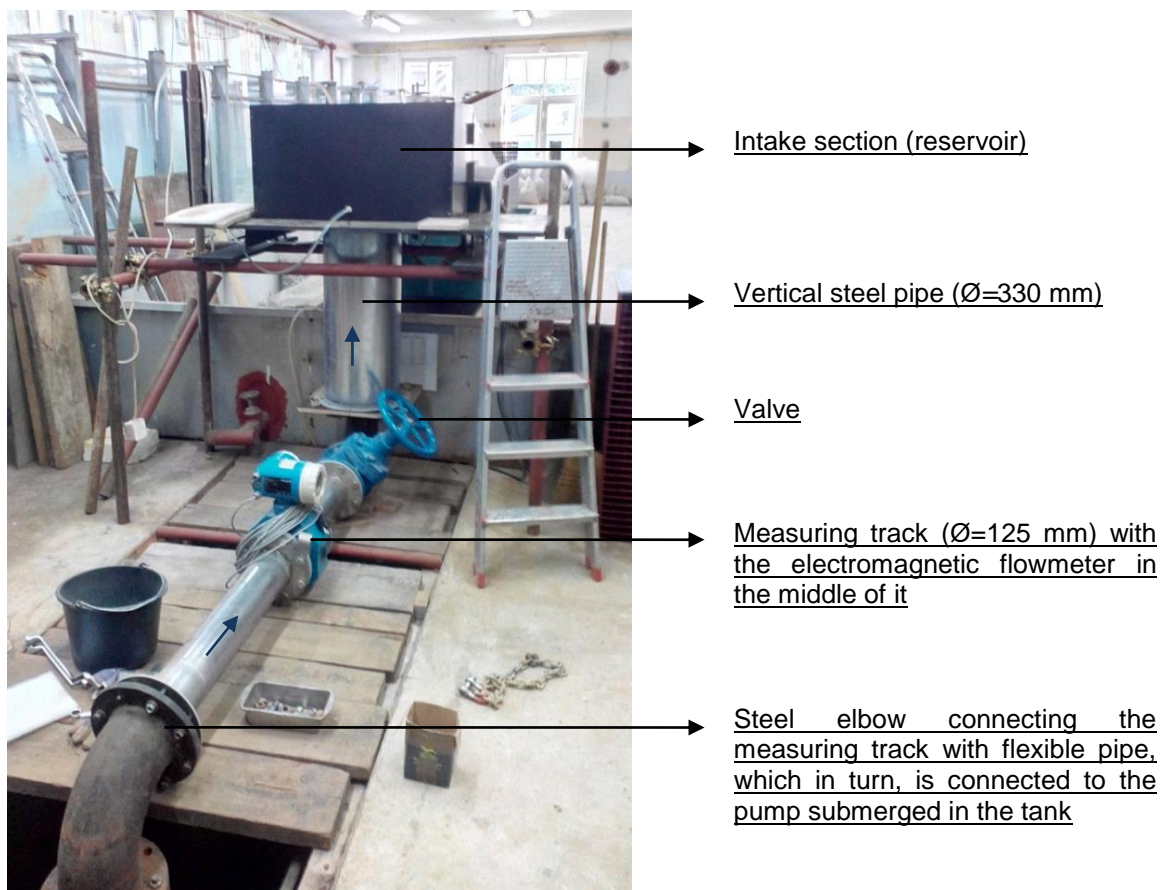 Intake section (reservoir)
Vertical steel pipe (Ø=330 mm)
Valve
Measuring track (Ø=125 mm) with
the electromagnetic flowmeter in
the middle of it
Steel elbow connecting the
measuring track with flexible pipe,
which in turn, is connected to the
pump submerged in the tank